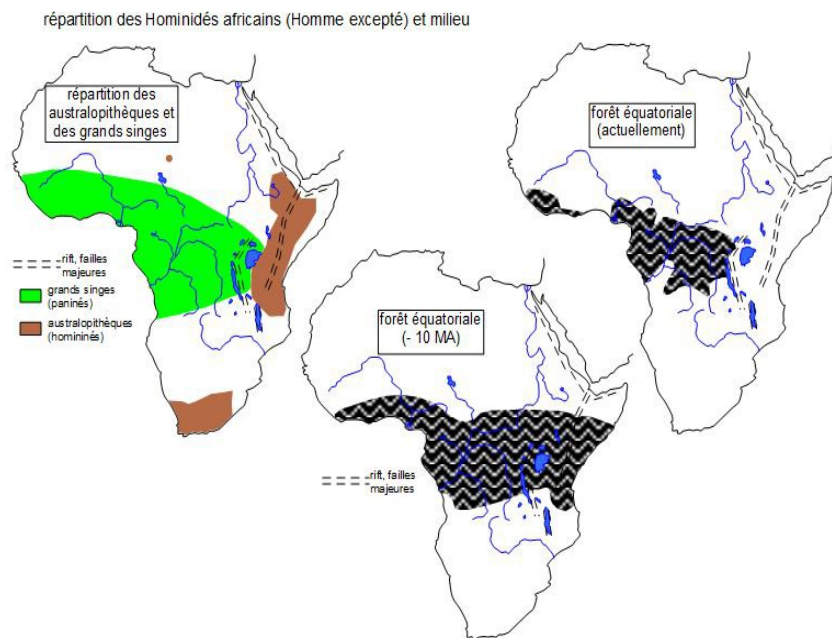 répartition des Hominidés africains (Homme excepté) et milieu
répartition des
australopithèques et
des grands singes
rift, failles
majeures
grands singes
(paninés)
australopithèques
(homininés)
forêt équatoriale
(actuellement)
forêt équatoriale
(- 10 MA)
rift, failles
majeures